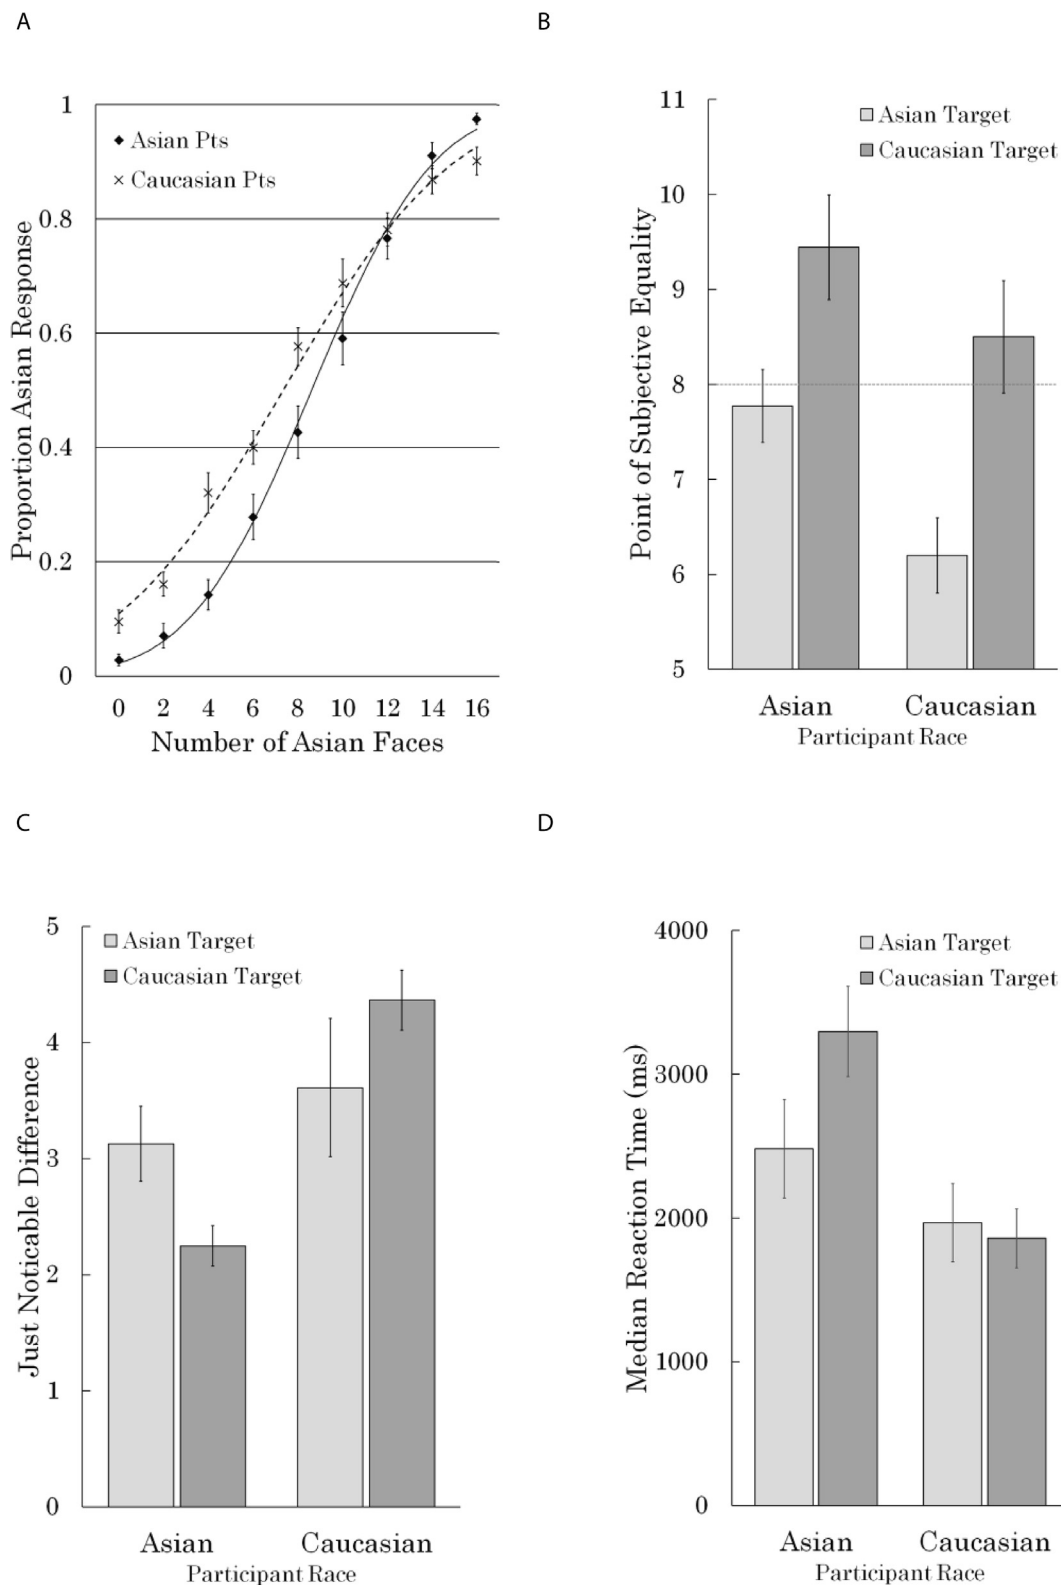 A
1
Asian Pts
Caucasian Pts
0.8
0.6
0.4
0.2
0
Proportion Asian Response
0 2 4 6 8 10 12 14 16
Number of Asian Faces
B
11
Asian Target
Caucasian Target
10
9
8
7
6
5
Point of Subjective Equality
Asian Caucasian
Participant Race
C
5
Asian Target
Caucasian Target
4
3
2
1
0
Just Noticable Difference
Asian Caucasian
Participant Race
D
4000
Asian Target
Caucasian Target
3000
2000
1000
0
Median Reaction Time (ms)
Asian Caucasian
Participant Race